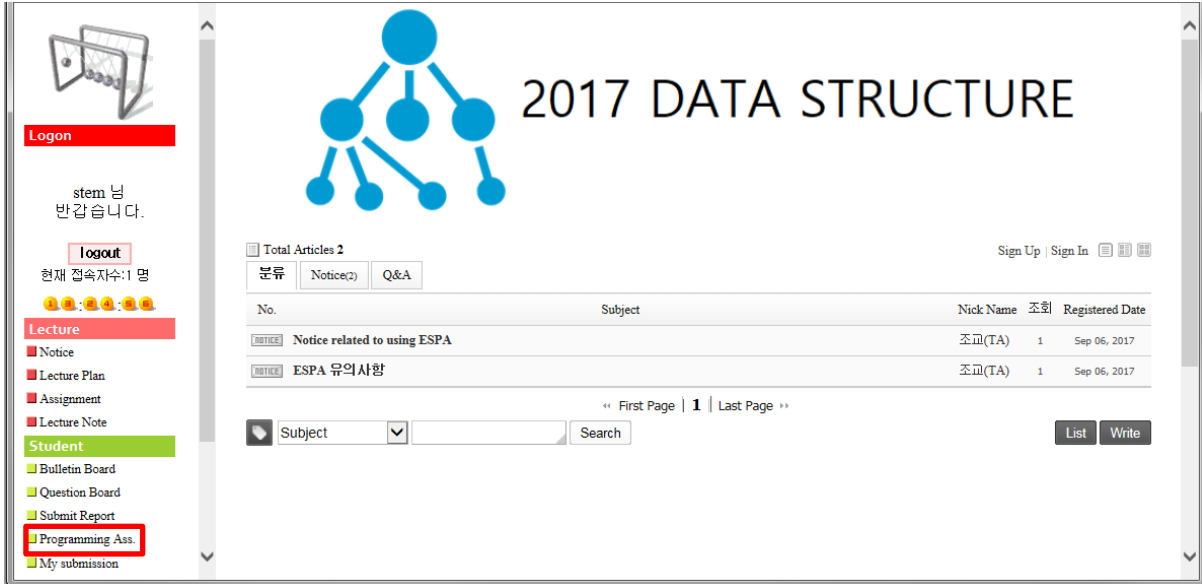 Logon
stem 님
반갑습니다.
logout
현재 접속자수:1 명
Lecture
Notice
Lecture Plan
Assignment
Lecture Note
Student
Bulletin Board
Question Board
Submit Report
Programming Ass.
My submission
2017 DATA STRUCTURE
Total Articles 2
Sign Up | Sign In
분류 Notice(2) Q&A
No. Subject Nick Name 조회 Registered Date
NOTICE Notice related to using ESPA 조교(TA) 1 Sep 06, 2017
NOTICE ESPA 유의사항 조교(TA) 1 Sep 06, 2017
First Page | 1 | Last Page
Subject Search List Write